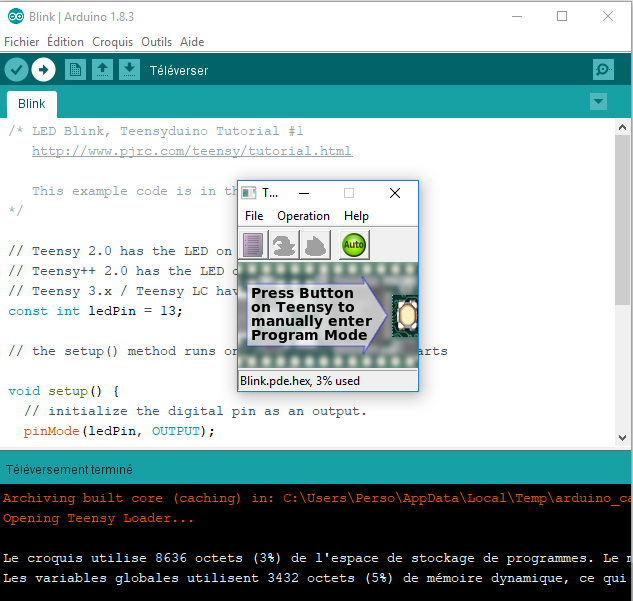 Blink | Arduino 1.8.3
Fichier Édition Croquis Outils Aide
Téléverser
Blink
/* LED Blink, Teensyduino Tutorial #1
http://www.pjrc.com/teensy/tutorial.html
This example code is in th
*/
// Teensy 2.0 has the LED on
// Teensy++ 2.0 has the LED
// Teensy 3.x / Teensy LC hav
const int ledPin = 13;
// the setup() method runs on
arts
void setup() {
// initialize the digital pin as an output.
pinMode(ledPin, OUTPUT);
T...
File Operation Help
Auto
Press Button
on Teensy to
manually enter
Program Mode
Blink.pde.hex, 3% used
Téléversement terminé
Archiving built core (caching) in: C:\Users\Perso\AppData\Local\Temp\arduino_ca
Opening Teensy Loader...
Le croquis utilise 8636 octets (3%) de l'espace de stockage de programmes. Le m
Les variables globales utilisent 3432 octets (5%) de mémoire dynamique, ce qui